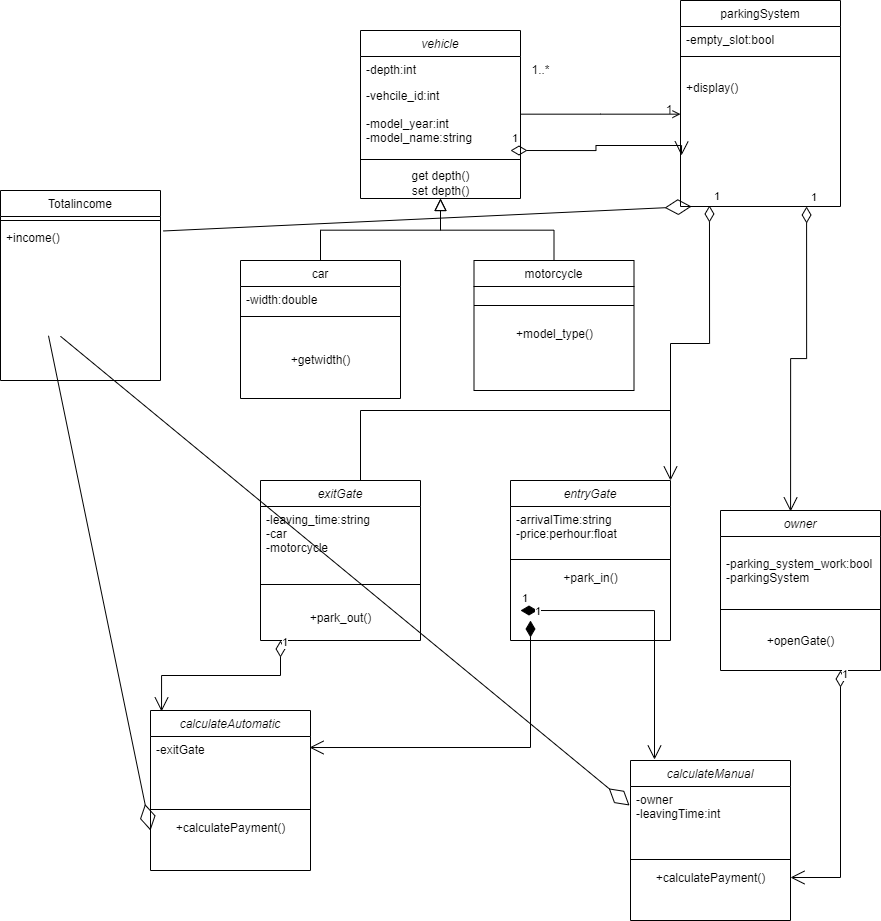 parkingSystem
-empty_slot:bool
+display()
1
1
1
vehicle
-depth:int
-vehcile_id:int
-model_year:int
-model_name:string
get depth()
set depth()
1..*
1
Totalincome
+income()
car
-width:double
+getwidth()
motorcycle
+model_type()
exitGate
-leaving_time:string
-car
-motorcycle
+park_out()
1
entryGate
-arrivalTime:string
-price:perhour:float
+park_in()
1
1
owner
-parking_system_work:bool
-parkingSystem
+openGate()
1
calculateAutomatic
-exitGate
+calculatePayment()
calculateManual
-owner
-leavingTime:int
+calculatePayment()